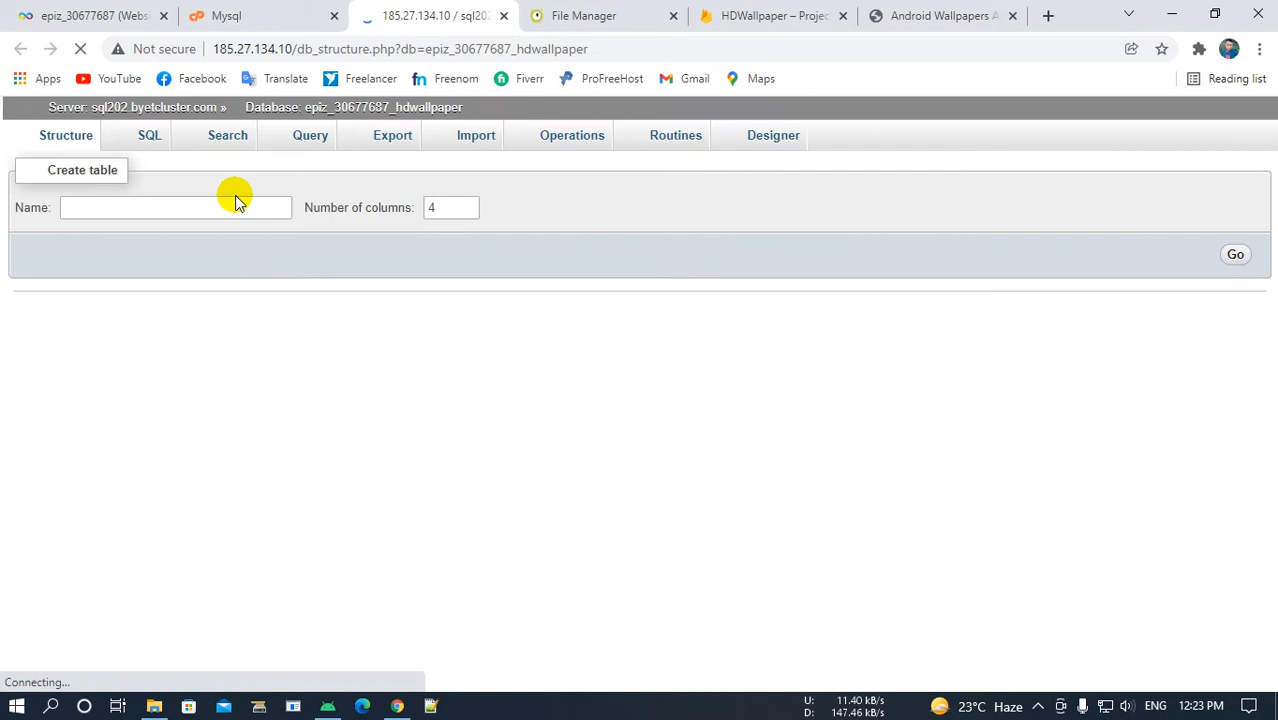 epiz_30677687 (Websi
Mysql
185.27.134.10 / sql202
File Manager
HDWallpaper – Projec
Android Wallpapers A
Not secure
185.27.134.10/db_structure.php?db=epiz_30677687_hdwallpaper
Apps
YouTube
Facebook
Translate
Freelancer
Freenom
Fiverr
ProFreeHost
Gmail
Maps
Reading list
Server: sql202.byetcluster.com » Database: epiz_30677687_hdwallpaper
Structure
SQL
Search
Query
Export
Import
Operations
Routines
Designer
Create table
Name:
Number of columns: 4
Go
Connecting...
U: 11.40 kB/s
D: 147.46 kB/s
23°C Haze
ENG
12:23 PM